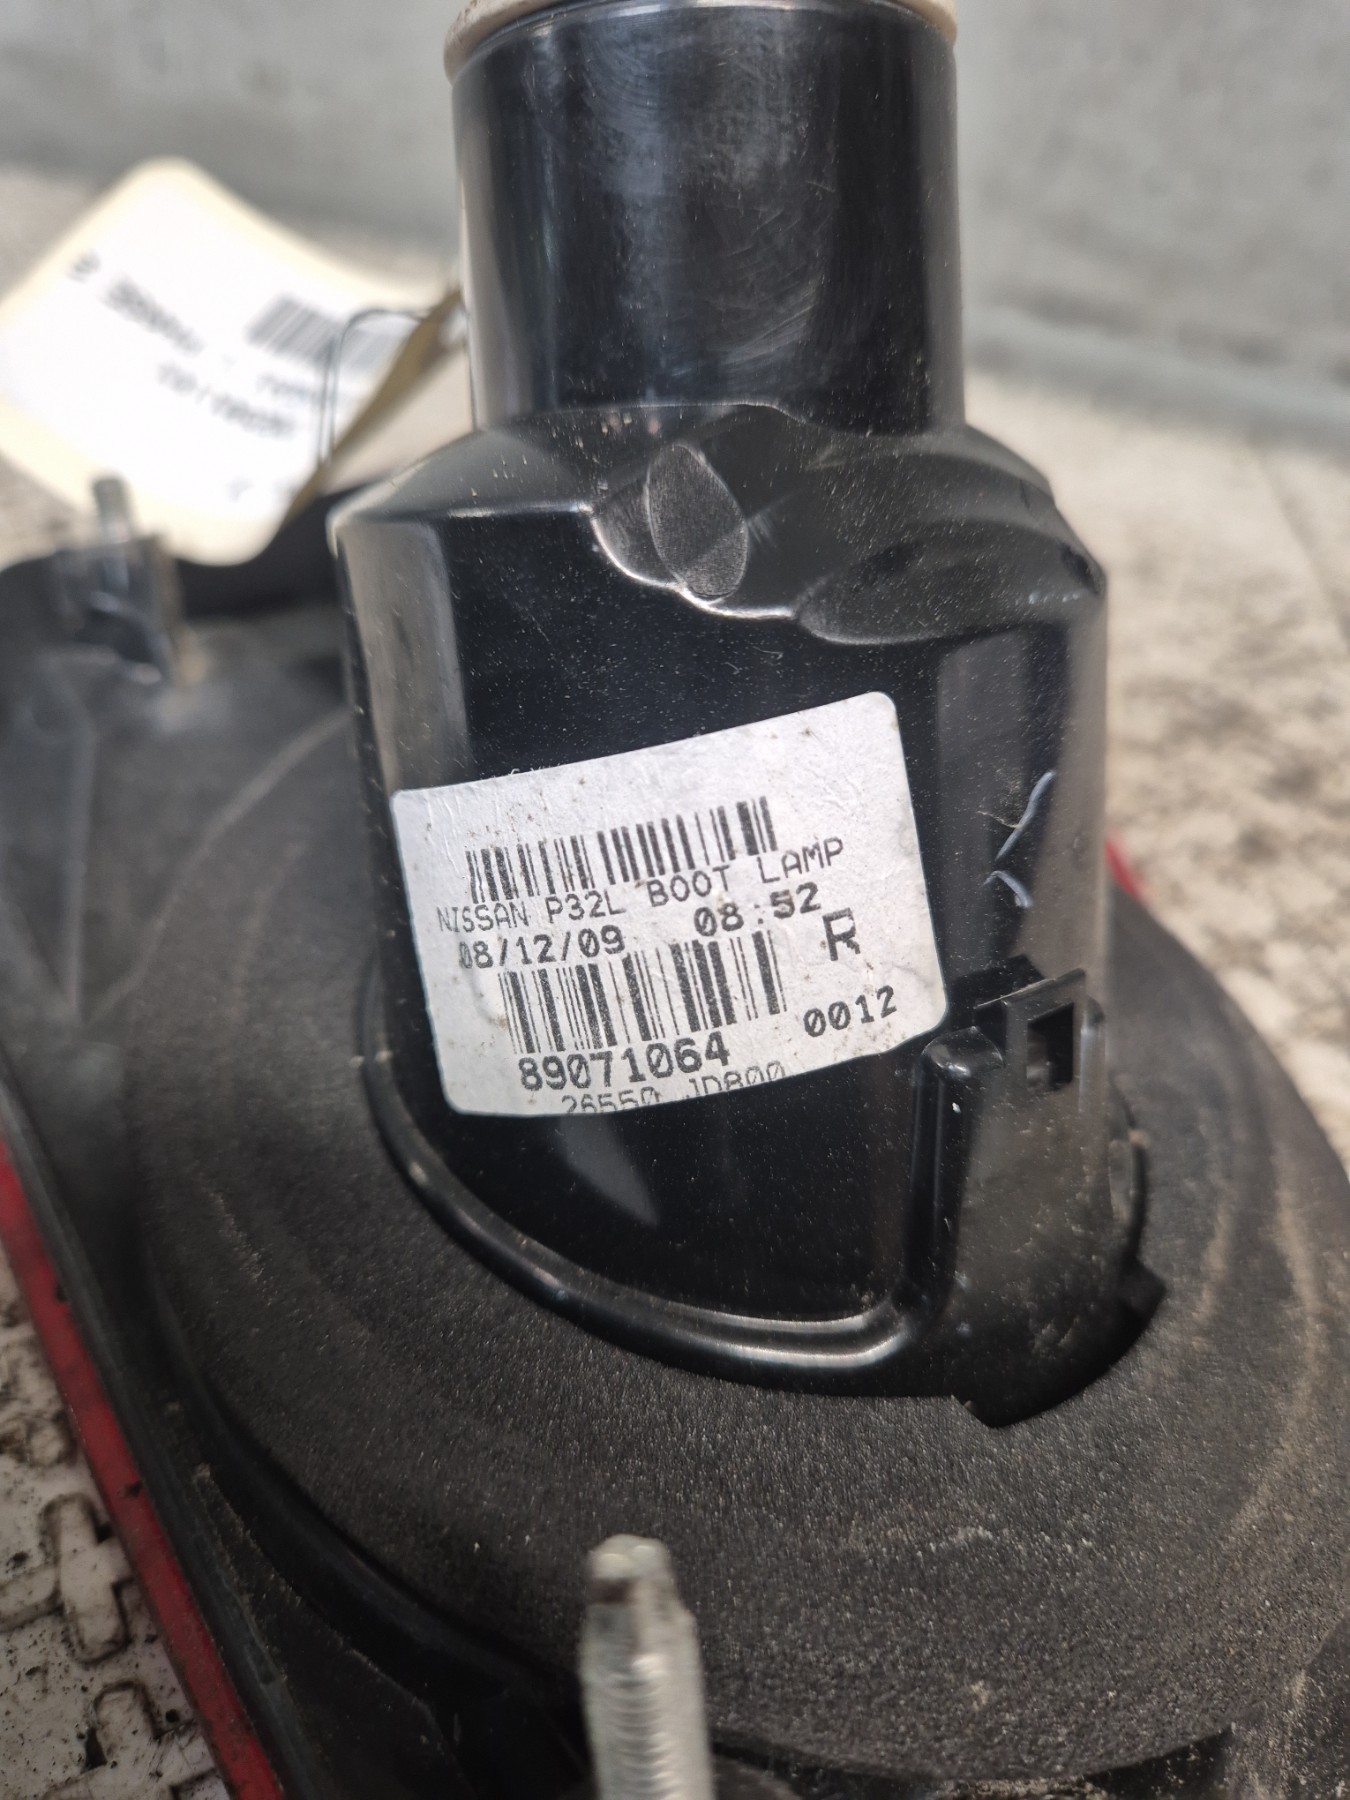 NISSAN P32L BOOT LAMP
08/12/09 08:52
R
0012
89071064
26550 JD800